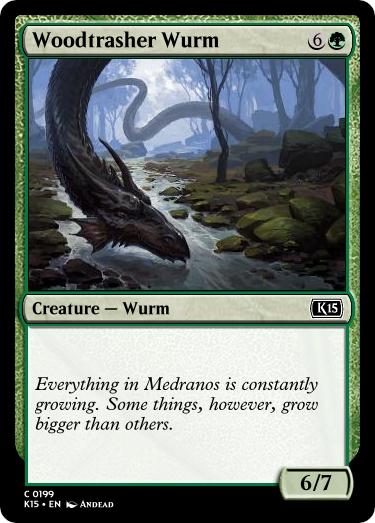 Woodtrasher Wurm 6
Creature — Wurm K15
Everything in Medranos is constantly
growing. Some things, however, grow
bigger than others.
6/7
C 0199
K15 • EN Andead